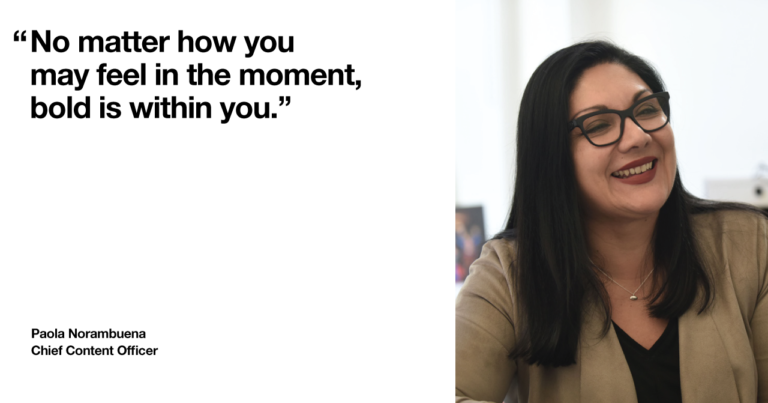 “No matter how you
may feel in the moment,
bold is within you.”
Paola Norambuena
Chief Content Officer